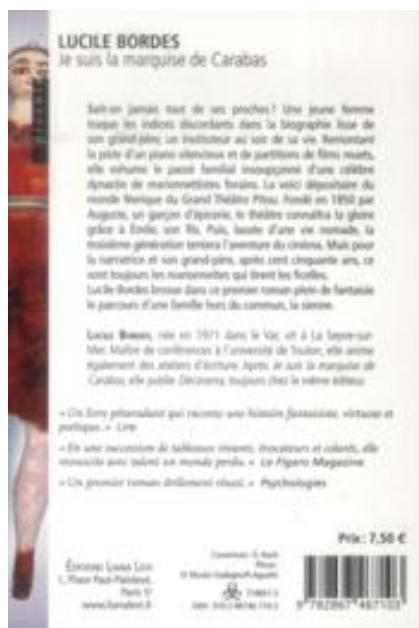 LUCILE BORDES
Je suis la marquise de Carabas
Sait-on jamais tout de ses proches ? Une jeune femme
traque les indices discordants dans la biographie lisse de
son grand-père, un instituteur au soir de sa vie. Remontant
la piste d'un piano silencieux et de partitions de films muets,
elle exhume le passé familial insoupçonné d'une célèbre
dynastie de marionnettistes forains. La voici dépositaire du
monde féerique du Grand Théâtre Pitou. Fondé en 1850 par
Auguste, un garçon d'épicerie, le théâtre connaîtra la gloire
grâce à Émile, son fils. Puis, lassée d'une vie nomade, la
troisième génération tentera l'aventure du cinéma. Mais pour
la narratrice et son grand-père, après cent cinquante ans, ce
sont toujours les marionnettes qui tirent les ficelles.
Lucile Bordes brosse dans ce premier roman plein de fantaisie
le parcours d'une famille hors du commun, la sienne.
LUCILE BORDES, née en 1971 dans le Var, vit à La Seyne-sur-
Mer. Maître de conférences à l'université de Toulon, elle anime
également des ateliers d'écriture. Après Je suis la marquise de
Carabas, elle publie Décorama, toujours chez le même éditeur.
« Un livre pétaradant qui raconte une histoire fantaisiste, virtuose et
poétique. » Lire
« En une succession de tableaux vivants, évocateurs et colorés, elle
ressuscite avec talent un monde perdu. » Le Figaro Magazine
« Un premier roman drôlement réussi. » Psychologies
Prix : 7,50 €
ÉDITIONS LIANA LEVI
1, Place Paul-Painlevé,
Paris 5e
www.lianalevi.fr
9 782867 467103